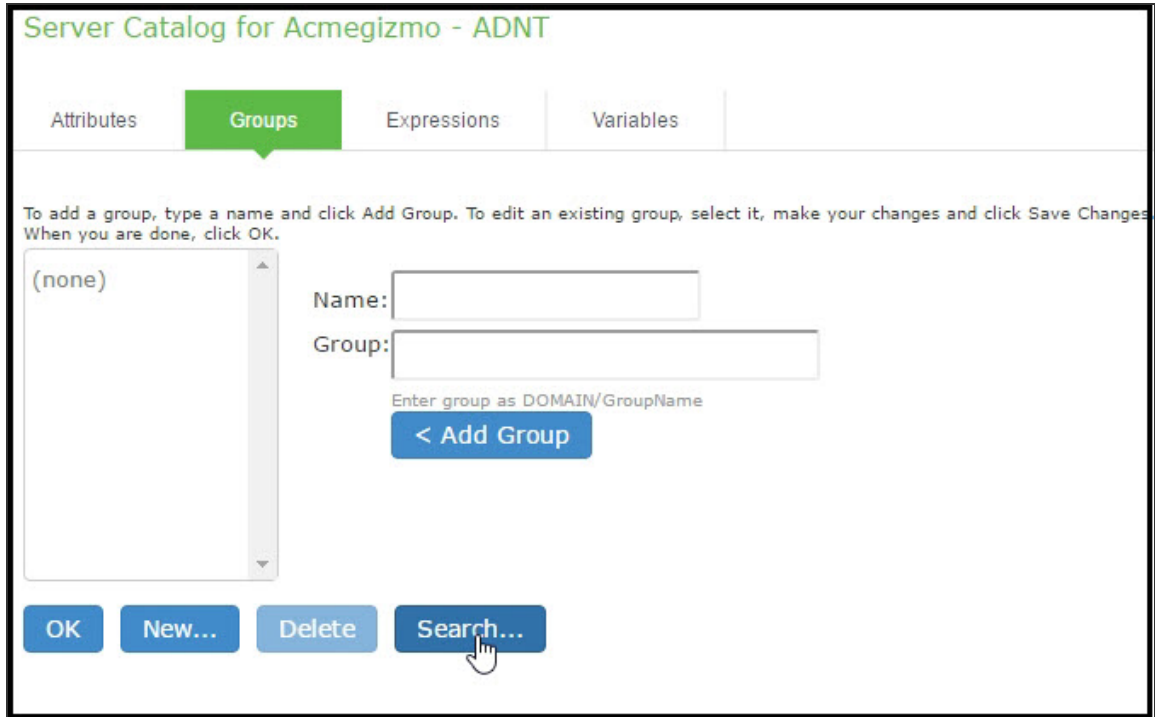 Server Catalog for Acmegizmo - ADNT
Attributes Groups Expressions Variables
To add a group, type a name and click Add Group. To edit an existing group, select it, make your changes and click Save Changes.
When you are done, click OK.
(none)
Name:
Group:
Enter group as DOMAIN/GroupName
< Add Group
OK New... Delete Search...